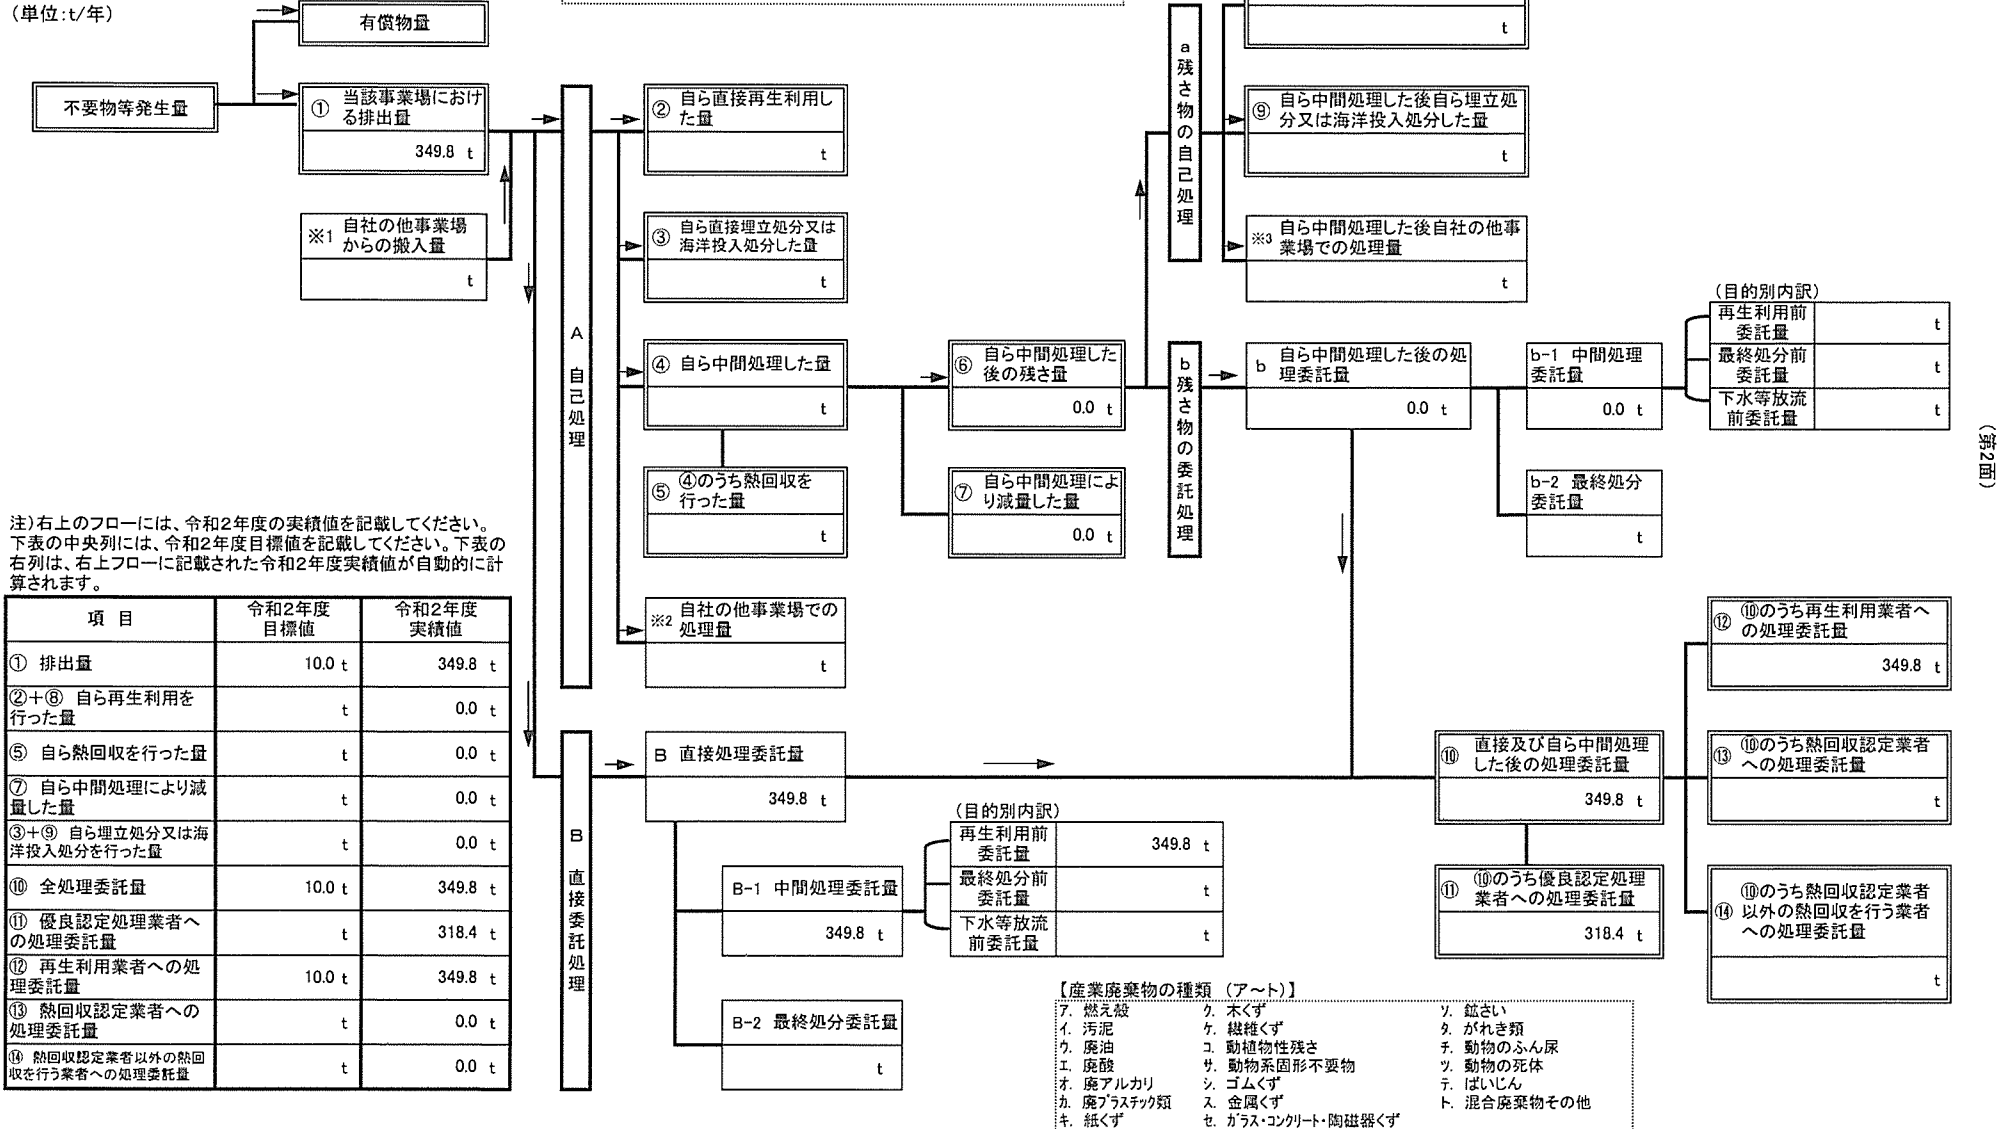 (単位:t/年)
有償物量
不要物等発生量
① 当該事業場におけ
る排出量
349.8 t
※1 自社の他事業場
からの搬入量
t
A 自己処理
② 自ら直接再生利用し
た量
t
③ 自ら直接埋立処分又は
海洋投入処分した量
t
④ 自ら中間処理した量
t
⑤ ④のうち熱回収を
行った量
t
※2 自社の他事業場での
処理量
t
⑥ 自ら中間処理した
後の残さ量
0.0 t
⑦ 自ら中間処理によ
り減量した量
0.0 t
a 残さ物の自己処理
t
⑨ 自ら中間処理した後自ら埋立処
分又は海洋投入処分した量
t
※3 自ら中間処理した後自社の他事
業場での処理量
t
b 残さ物の委託処理
b 自ら中間処理した後の処
理委託量
0.0 t
b-1 中間処理
委託量
0.0 t
(目的別内訳)
再生利用前
委託量 t
最終処分前
委託量 t
下水等放流
前委託量 t
b-2 最終処分
委託量
t
(第2面)
注)右上のフローには、令和2年度の実績値を記載してください。
下表の中央列には、令和2年度目標値を記載してください。下表の
右列は、右上フローに記載された令和2年度実績値が自動的に計
算されます。
項 目 令和2年度
目標値 令和2年度
実績値
① 排出量 10.0 t 349.8 t
②+⑧ 自ら再生利用を
行った量 t 0.0 t
⑤ 自ら熱回収を行った量 t 0.0 t
⑦ 自ら中間処理により減
量した量 t 0.0 t
③+⑨ 自ら埋立処分又は海
洋投入処分を行った量 t 0.0 t
⑩ 全処理委託量 10.0 t 349.8 t
⑪ 優良認定処理業者へ
の処理委託量 t 318.4 t
⑫ 再生利用業者への処
理委託量 10.0 t 349.8 t
⑬ 熱回収認定業者への
処理委託量 t 0.0 t
⑭ 熱回収認定業者以外の熱回
収を行う業者への処理委託量 t 0.0 t
B 直接委託処理
B 直接処理委託量
349.8 t
B-1 中間処理委託量
349.8 t
(目的別内訳)
再生利用前
委託量 349.8 t
最終処分前
委託量 t
下水等放流
前委託量 t
B-2 最終処分委託量
t
⑩ 直接及び自ら中間処理
した後の処理委託量
349.8 t
⑪ ⑩のうち優良認定処理
業者への処理委託量
318.4 t
⑫ ⑩のうち再生利用業者へ
の処理委託量
349.8 t
⑬ ⑩のうち熱回収認定業者
への処理委託量
t
⑭ ⑩のうち熱回収認定業者
以外の熱回収を行う業者
への処理委託量
t
【産業廃棄物の種類 (ア~ト)】
ア. 燃え殻 ク. 木くず ソ. 鉱さい
イ. 汚泥 ケ. 繊維くず タ. がれき類
ウ. 廃油 コ. 動植物性残さ チ. 動物のふん尿
エ. 廃酸 サ. 動物系固形不要物 ツ. 動物の死体
オ. 廃アルカリ シ. ゴムくず テ. ばいじん
カ. 廃プラスチック類 ス. 金属くず ト. 混合廃棄物その他
キ. 紙くず セ. ガラス・コンクリート・陶磁器くず